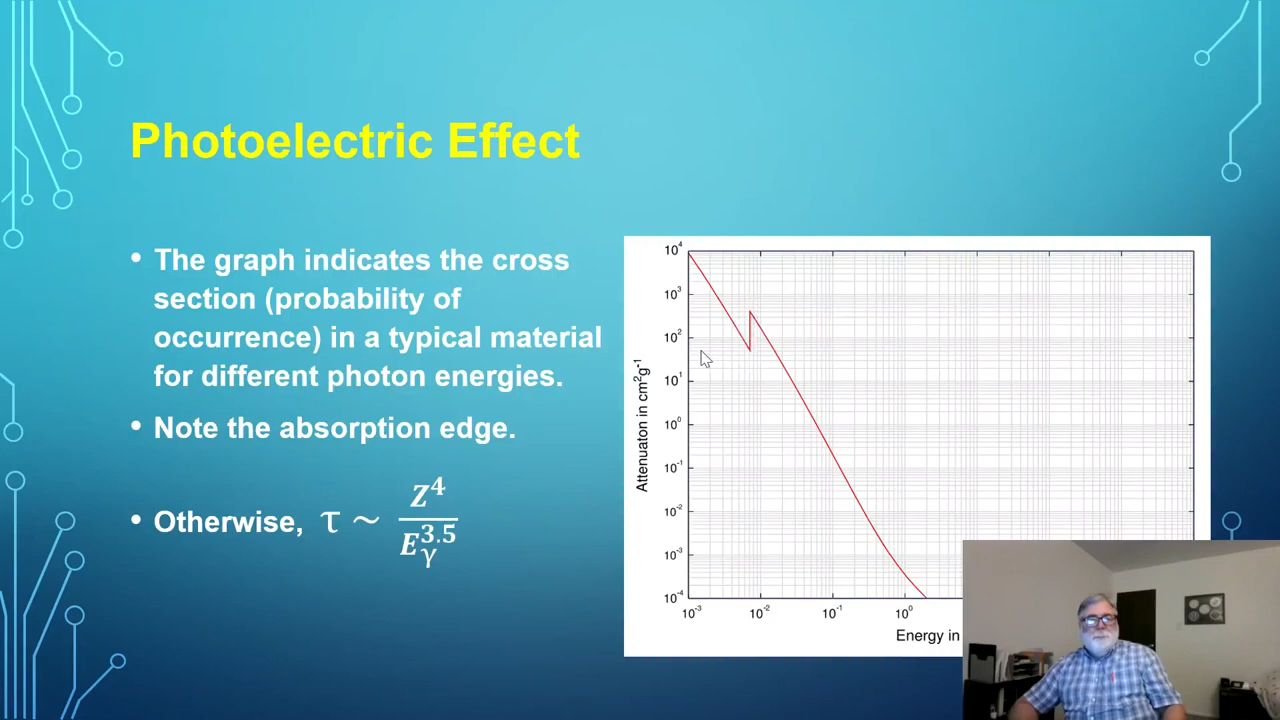 Photoelectric Effect
• The graph indicates the cross
section (probability of
occurrence) in a typical material
for different photon energies.
• Note the absorption edge.
• Otherwise, τ ~ Z⁴ / E_γ^3.5
Attenuaton in cm²g⁻¹
10⁴
10³
10²
10¹
10⁰
10⁻¹
10⁻²
10⁻³
10⁻⁴
10⁻³ 10⁻² 10⁻¹ 10⁰
Energy in